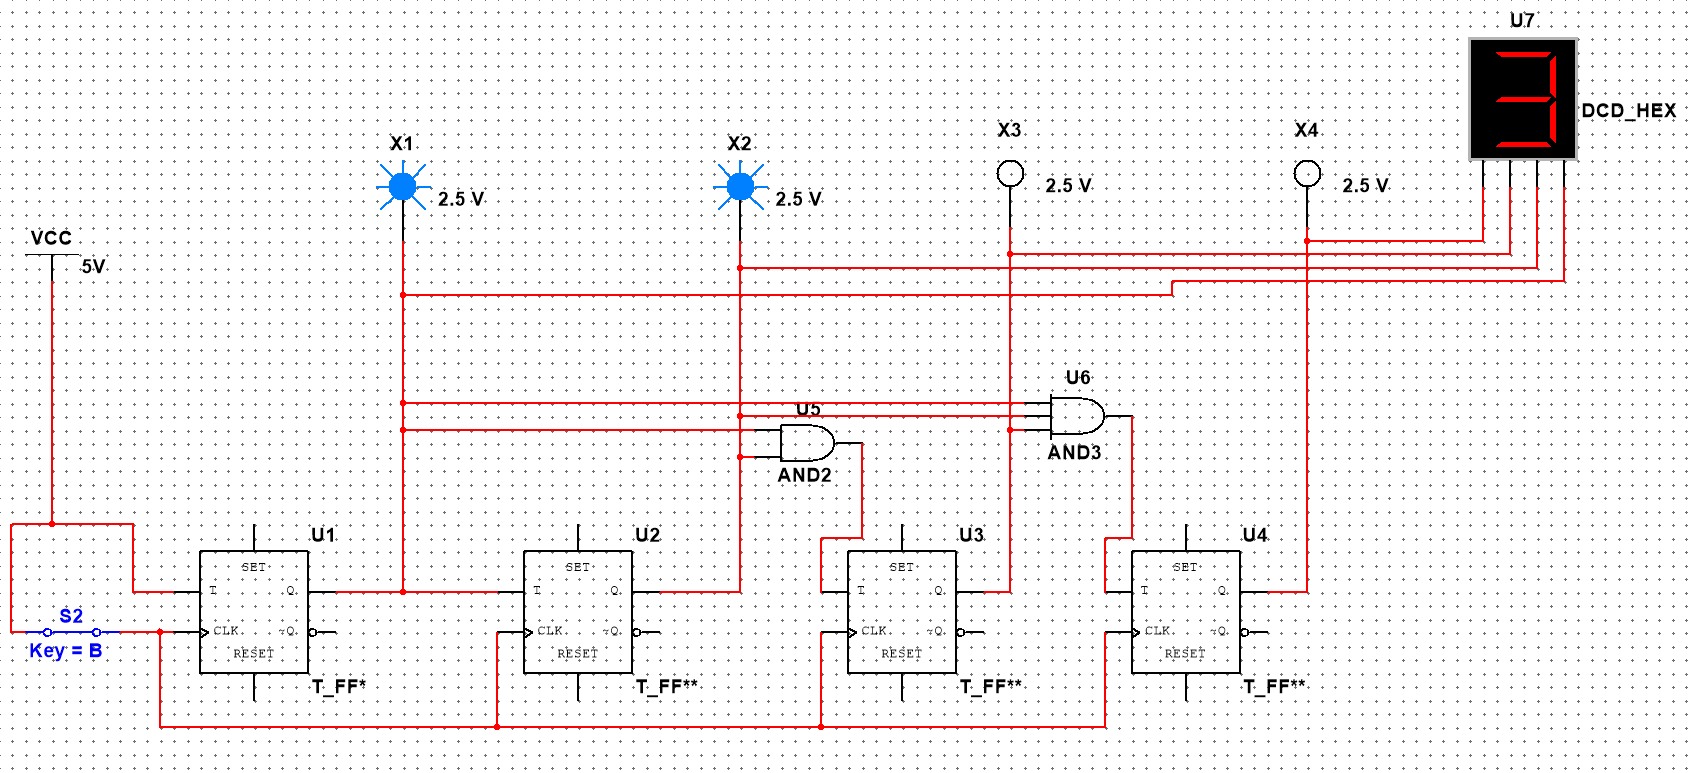 U7
3
DCD_HEX
X1
2.5 V
X2
2.5 V
X3
2.5 V
X4
2.5 V
VCC
5V
U6
AND3
U5
AND2
U1
SET
T Q
CLK ~Q
RESET
T_FF*
U2
SET
T Q
CLK ~Q
RESET
T_FF**
U3
SET
T Q
CLK ~Q
RESET
T_FF**
U4
SET
T Q
CLK ~Q
RESET
T_FF**
S2
Key = B